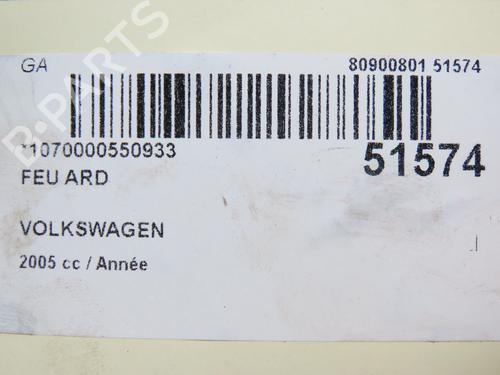 GA
80900801 51574
*1070000550933
51574
FEU ARD
VOLKSWAGEN
2005 cc / Année
B-PARTS